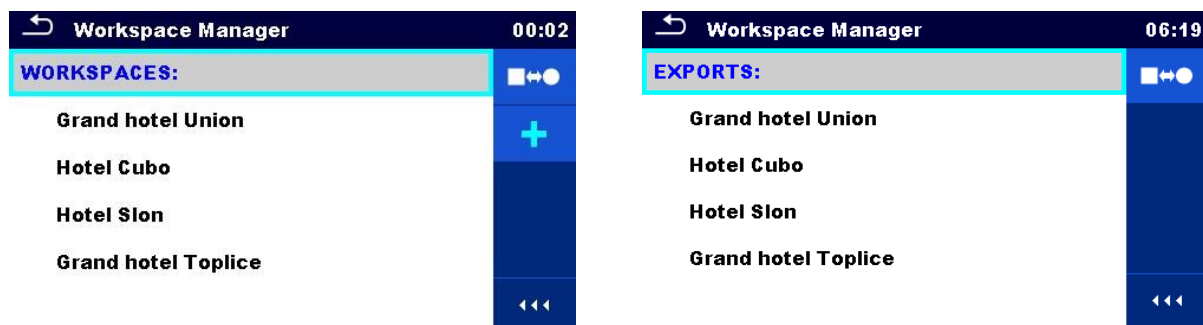 Workspace Manager 00:02
WORKSPACES:
Grand hotel Union
Hotel Cubo
Hotel Slon
Grand hotel Toplice
Workspace Manager 06:19
EXPORTS:
Grand hotel Union
Hotel Cubo
Hotel Slon
Grand hotel Toplice